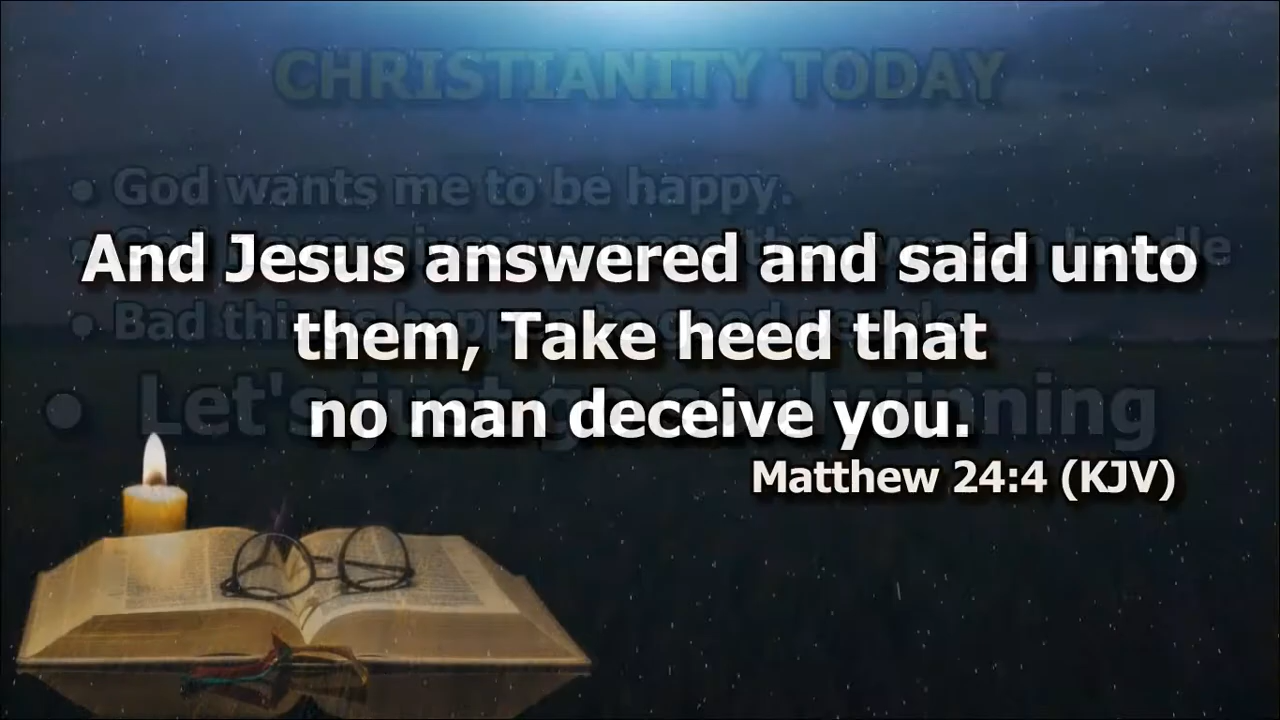 CHRISTIANITY TODAY
• God wants me to be happy.
And Jesus answered and said unto
them, Take heed that
no man deceive you.
Matthew 24:4 (KJV)